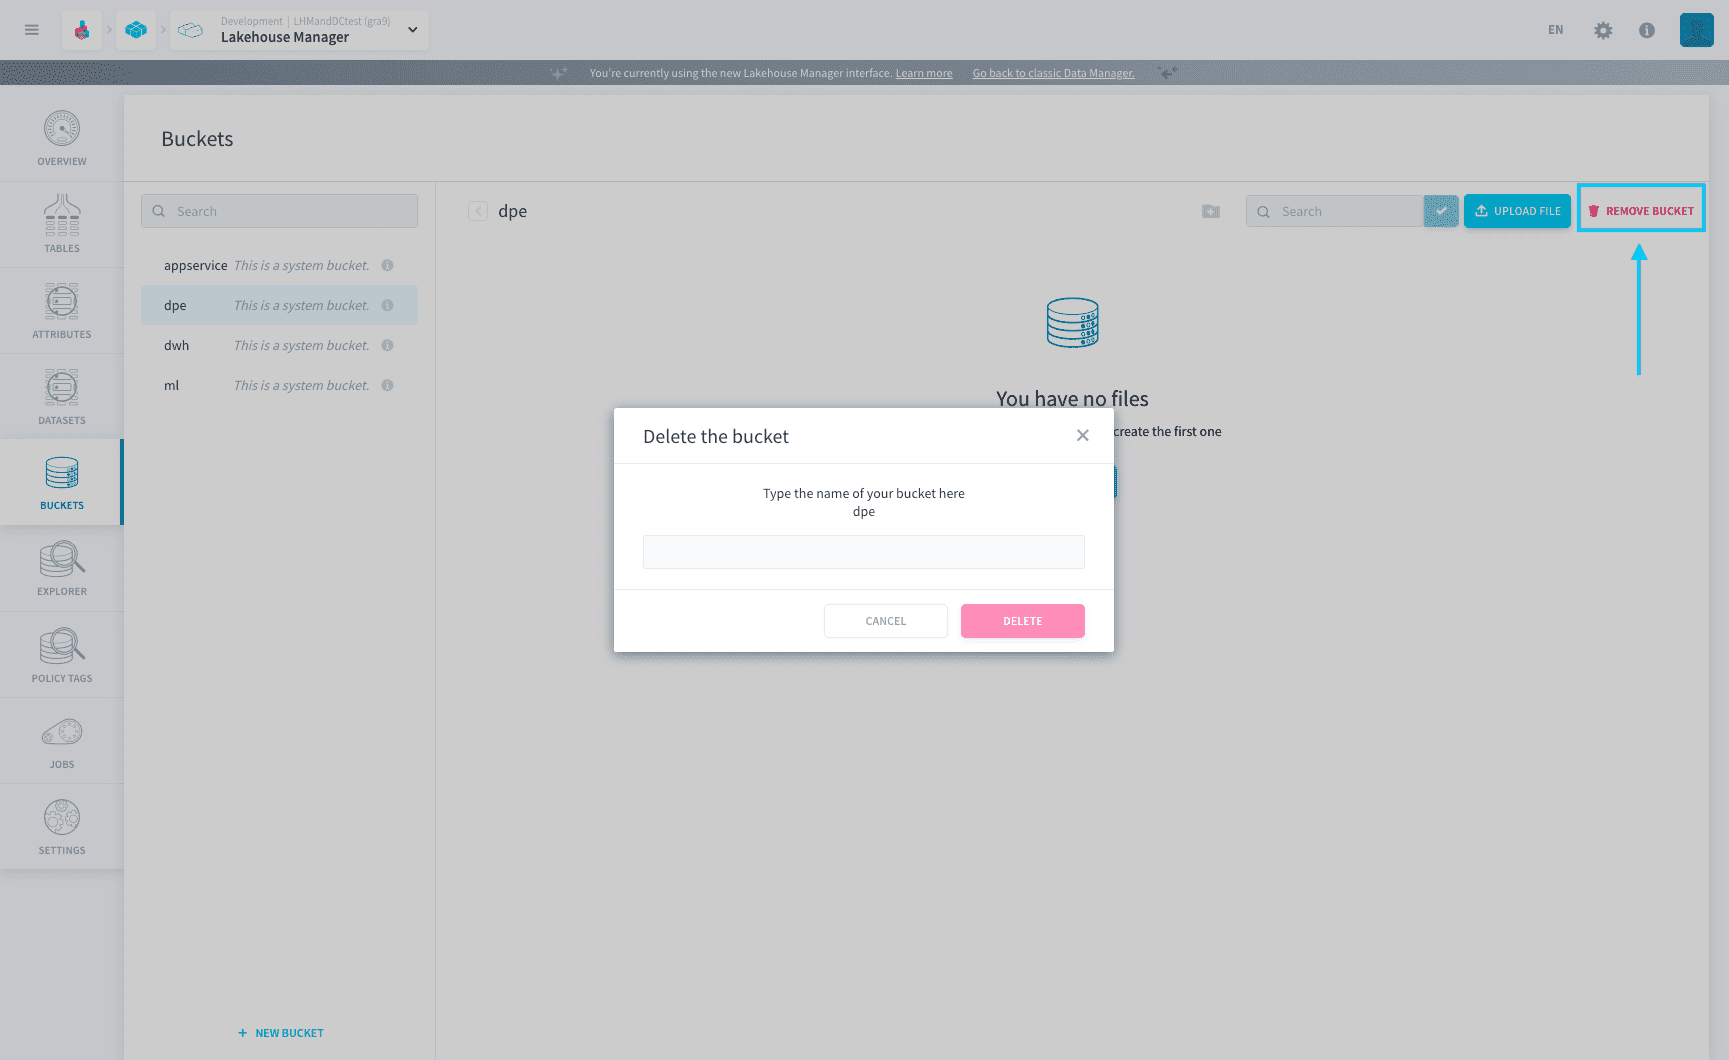 Development | LHMandDCtest (gra9)
Lakehouse Manager
EN
You're currently using the new Lakehouse Manager interface. Learn more Go back to classic Data Manager.
OVERVIEW
TABLES
ATTRIBUTES
DATASETS
BUCKETS
EXPLORER
POLICY TAGS
JOBS
SETTINGS
Buckets
Search
appservice This is a system bucket.
dpe This is a system bucket.
dwh This is a system bucket.
ml This is a system bucket.
+ NEW BUCKET
dpe
Search
UPLOAD FILE
REMOVE BUCKET
You have no files
create the first one
Delete the bucket
Type the name of your bucket here
dpe
CANCEL
DELETE